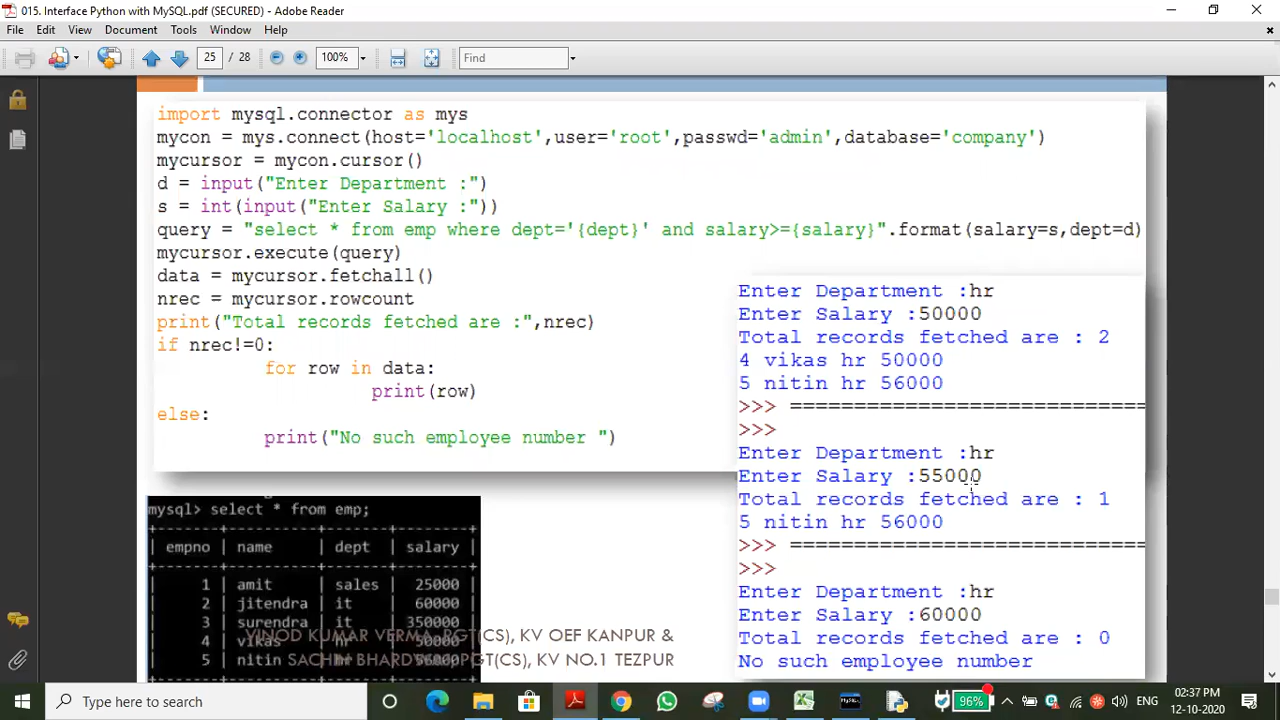 015. Interface Python with MySQL.pdf (SECURED) - Adobe Reader
File Edit View Document Tools Window Help
25 / 28 100% Find
import mysql.connector as mys
mycon = mys.connect(host='localhost',user='root',passwd='admin',database='company')
mycursor = mycon.cursor()
d = input("Enter Department :")
s = int(input("Enter Salary :"))
query = "select * from emp where dept='{dept}' and salary>={salary}".format(salary=s,dept=d)
mycursor.execute(query)
data = mycursor.fetchall()
nrec = mycursor.rowcount
print("Total records fetched are :",nrec)
if nrec!=0:
for row in data:
print(row)
else:
print("No such employee number ")
Enter Department :hr
Enter Salary :50000
Total records fetched are : 2
4 vikas hr 50000
5 nitin hr 56000
>>> ============================
>>>
Enter Department :hr
Enter Salary :55000
Total records fetched are : 1
5 nitin hr 56000
>>> ============================
>>>
Enter Department :hr
Enter Salary :60000
Total records fetched are : 0
No such employee number
mysql> select * from emp;
| empno | name | dept | salary |
| 1 | amit | sales | 25000 |
| 2 | jitendra | it | 60000 |
| 3 | surendra | it | 350000 |
| 4 | vikas | hr | 50000 |
| 5 | nitin | hr | 56000 |
VINOD KUMAR VERMA, PGT(CS), KV OEF KANPUR &
SACHIN BHARDWAJ, PGT(CS), KV NO.1 TEZPUR
Type here to search
96%
ENG
02:37 PM
12-10-2020